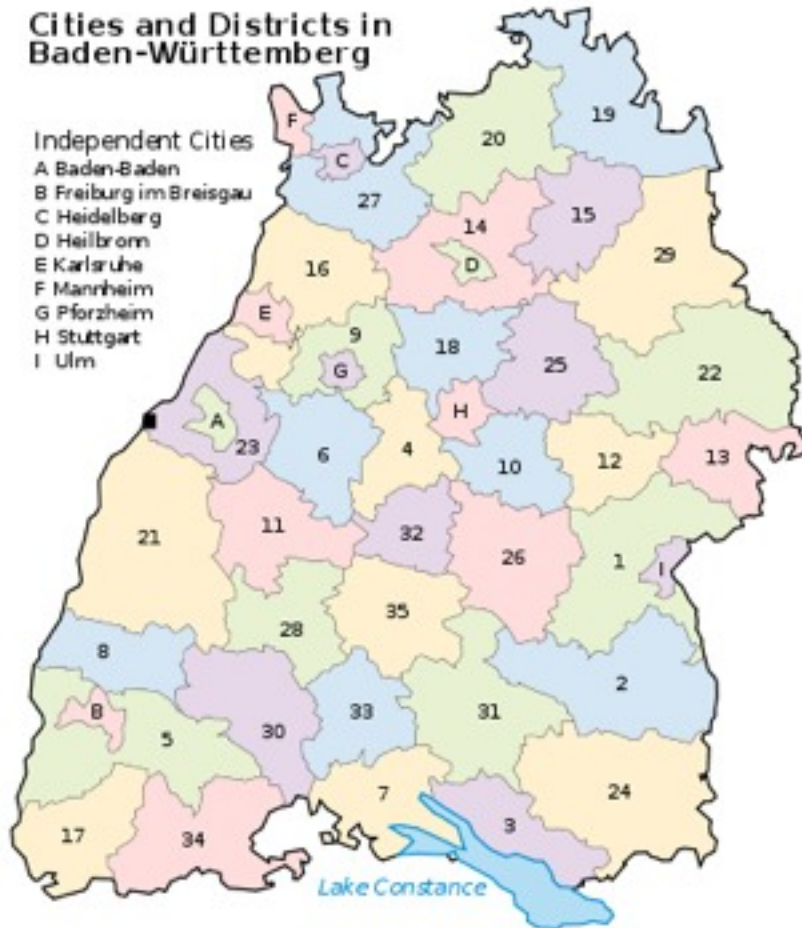 Cities and Districts in
Baden-Württemberg
Independent Cities
A Baden-Baden
B Freiburg im Breisgau
C Heidelberg
D Heilbronn
E Karlsruhe
F Mannheim
G Pforzheim
H Stuttgart
I Ulm
19
F
20
C
27
15
14
29
D
16
E
9
18
25
22
G
H
A
23
6
4
10
12
13
21
11
32
26
1
I
35
28
8
2
B
5
30
33
31
7
24
3
17
34
Lake Constance